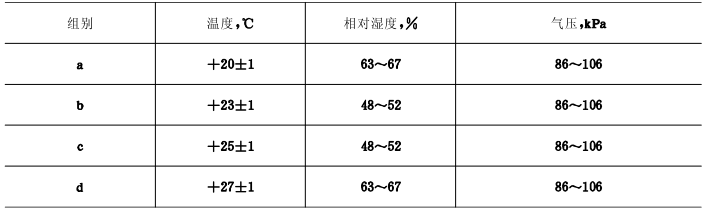 组别 温度,℃ 相对湿度,% 气压,kPa
a +20±1 63～67 86～106
b +23±1 48～52 86～106
c +25±1 48～52 86～106
d +27±1 63～67 86～106